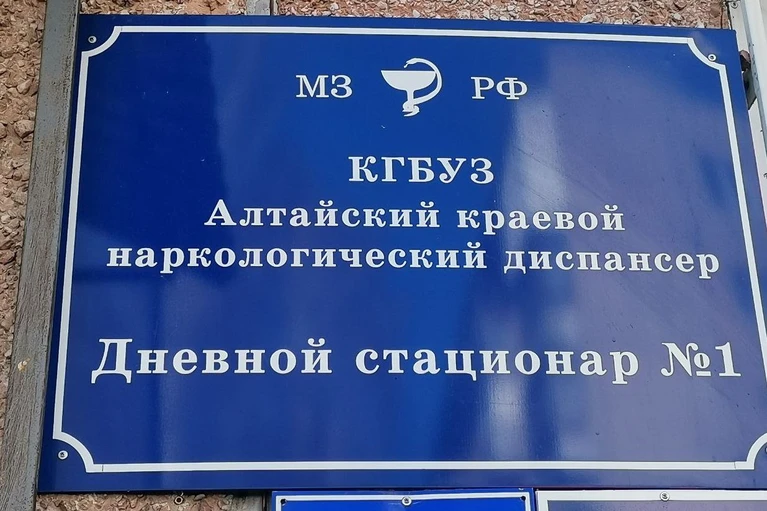 МЗ РФ
КГБУЗ
Алтайский краевой
наркологический диспансер
Дневной стационар №1